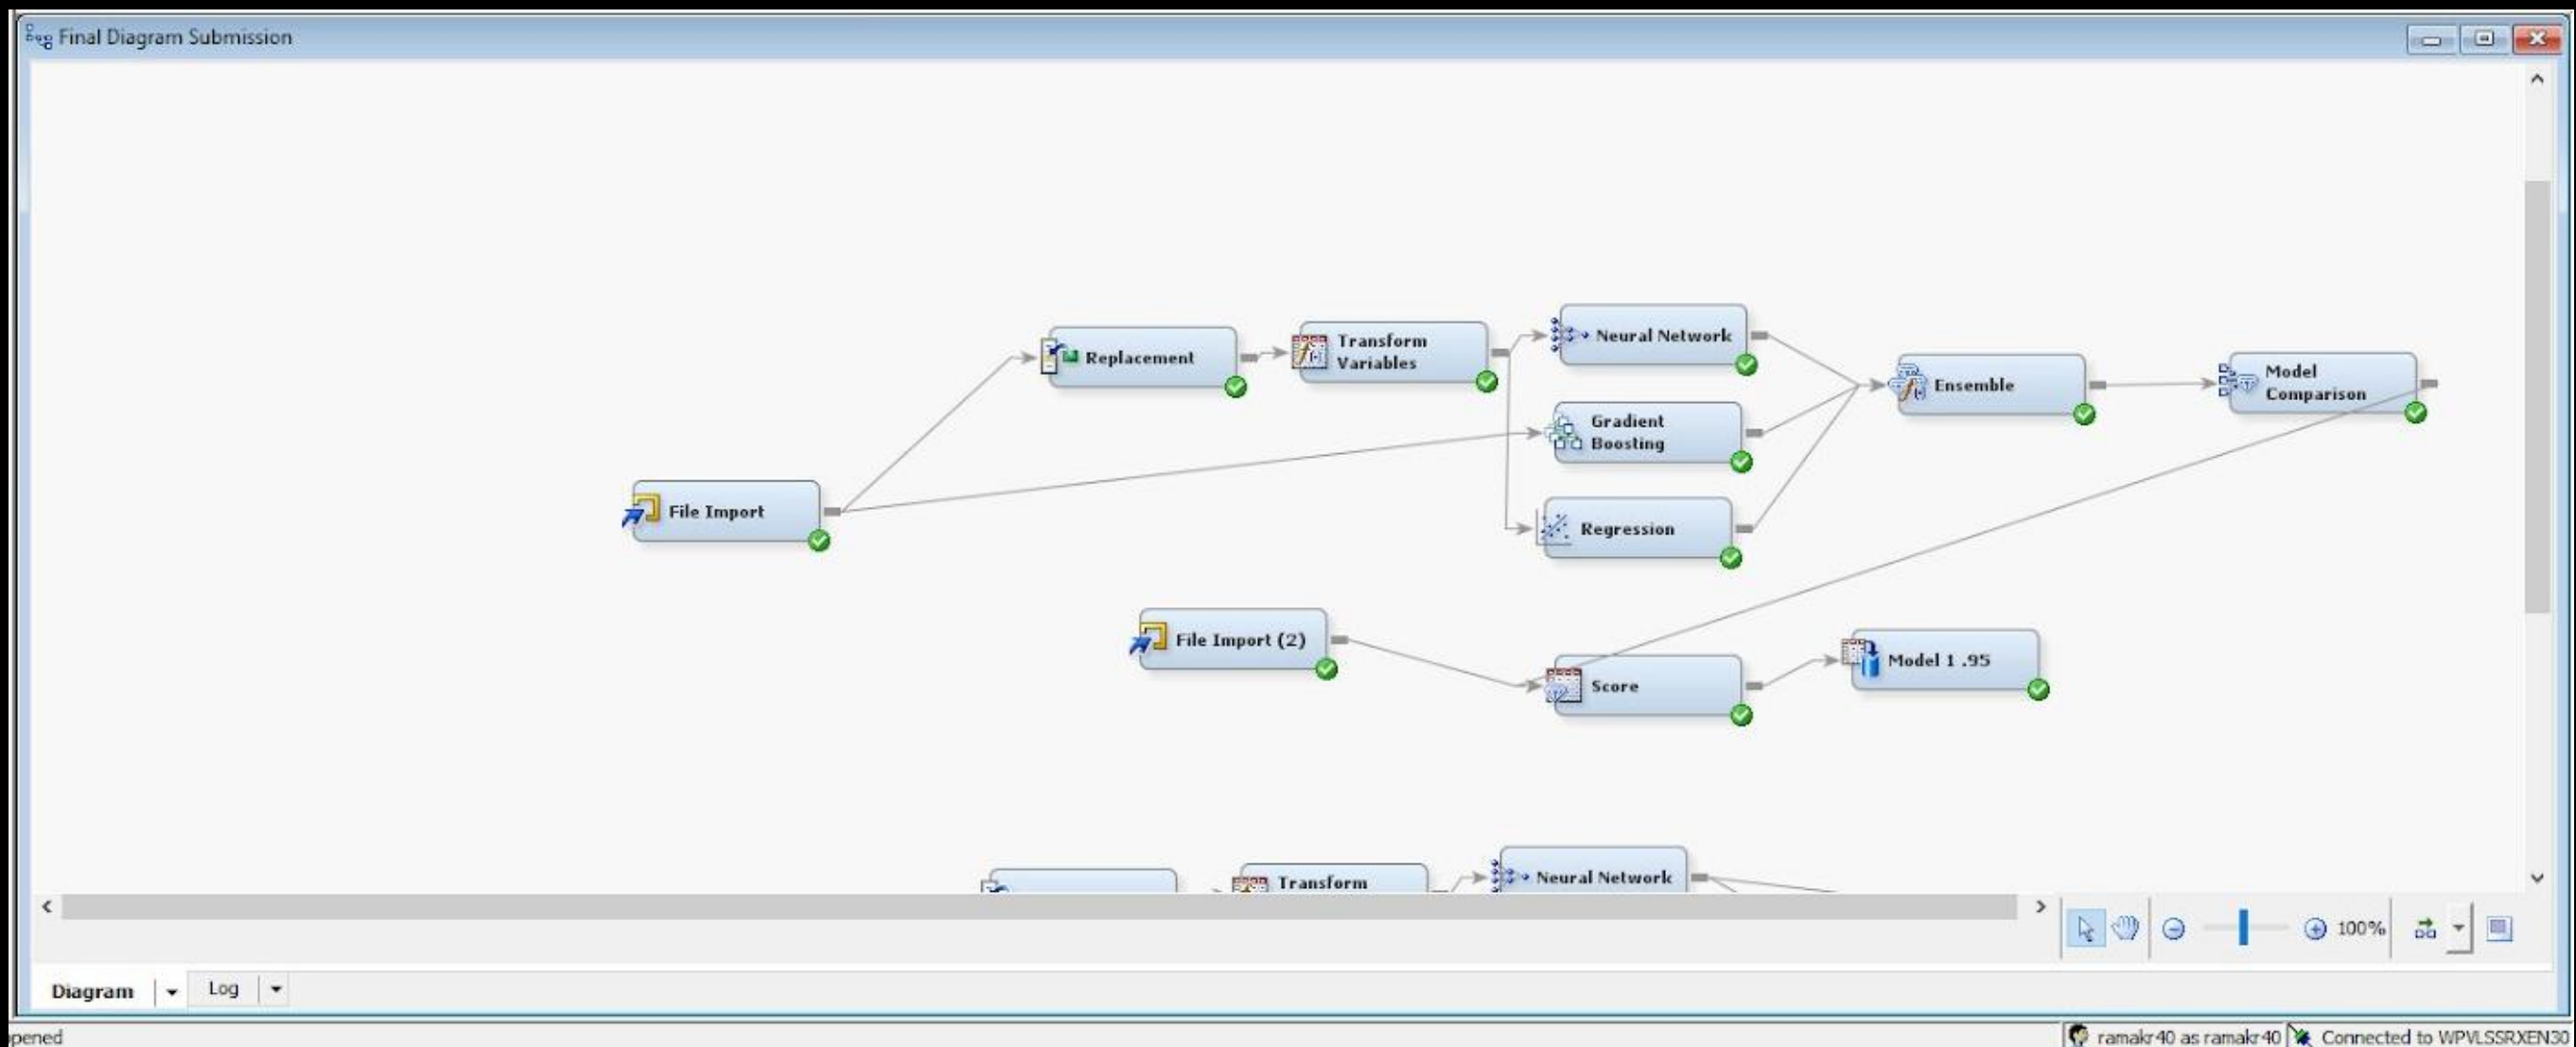 Final Diagram Submission
Replacement
Transform
Variables
Neural Network
Gradient
Boosting
Regression
Ensemble
Model
Comparison
File Import
File Import (2)
Score
Model 1 .95
Transform
Neural Network
100%
Diagram
Log
pened
ramakr40 as ramakr40
Connected to WPVLSSRXEN30